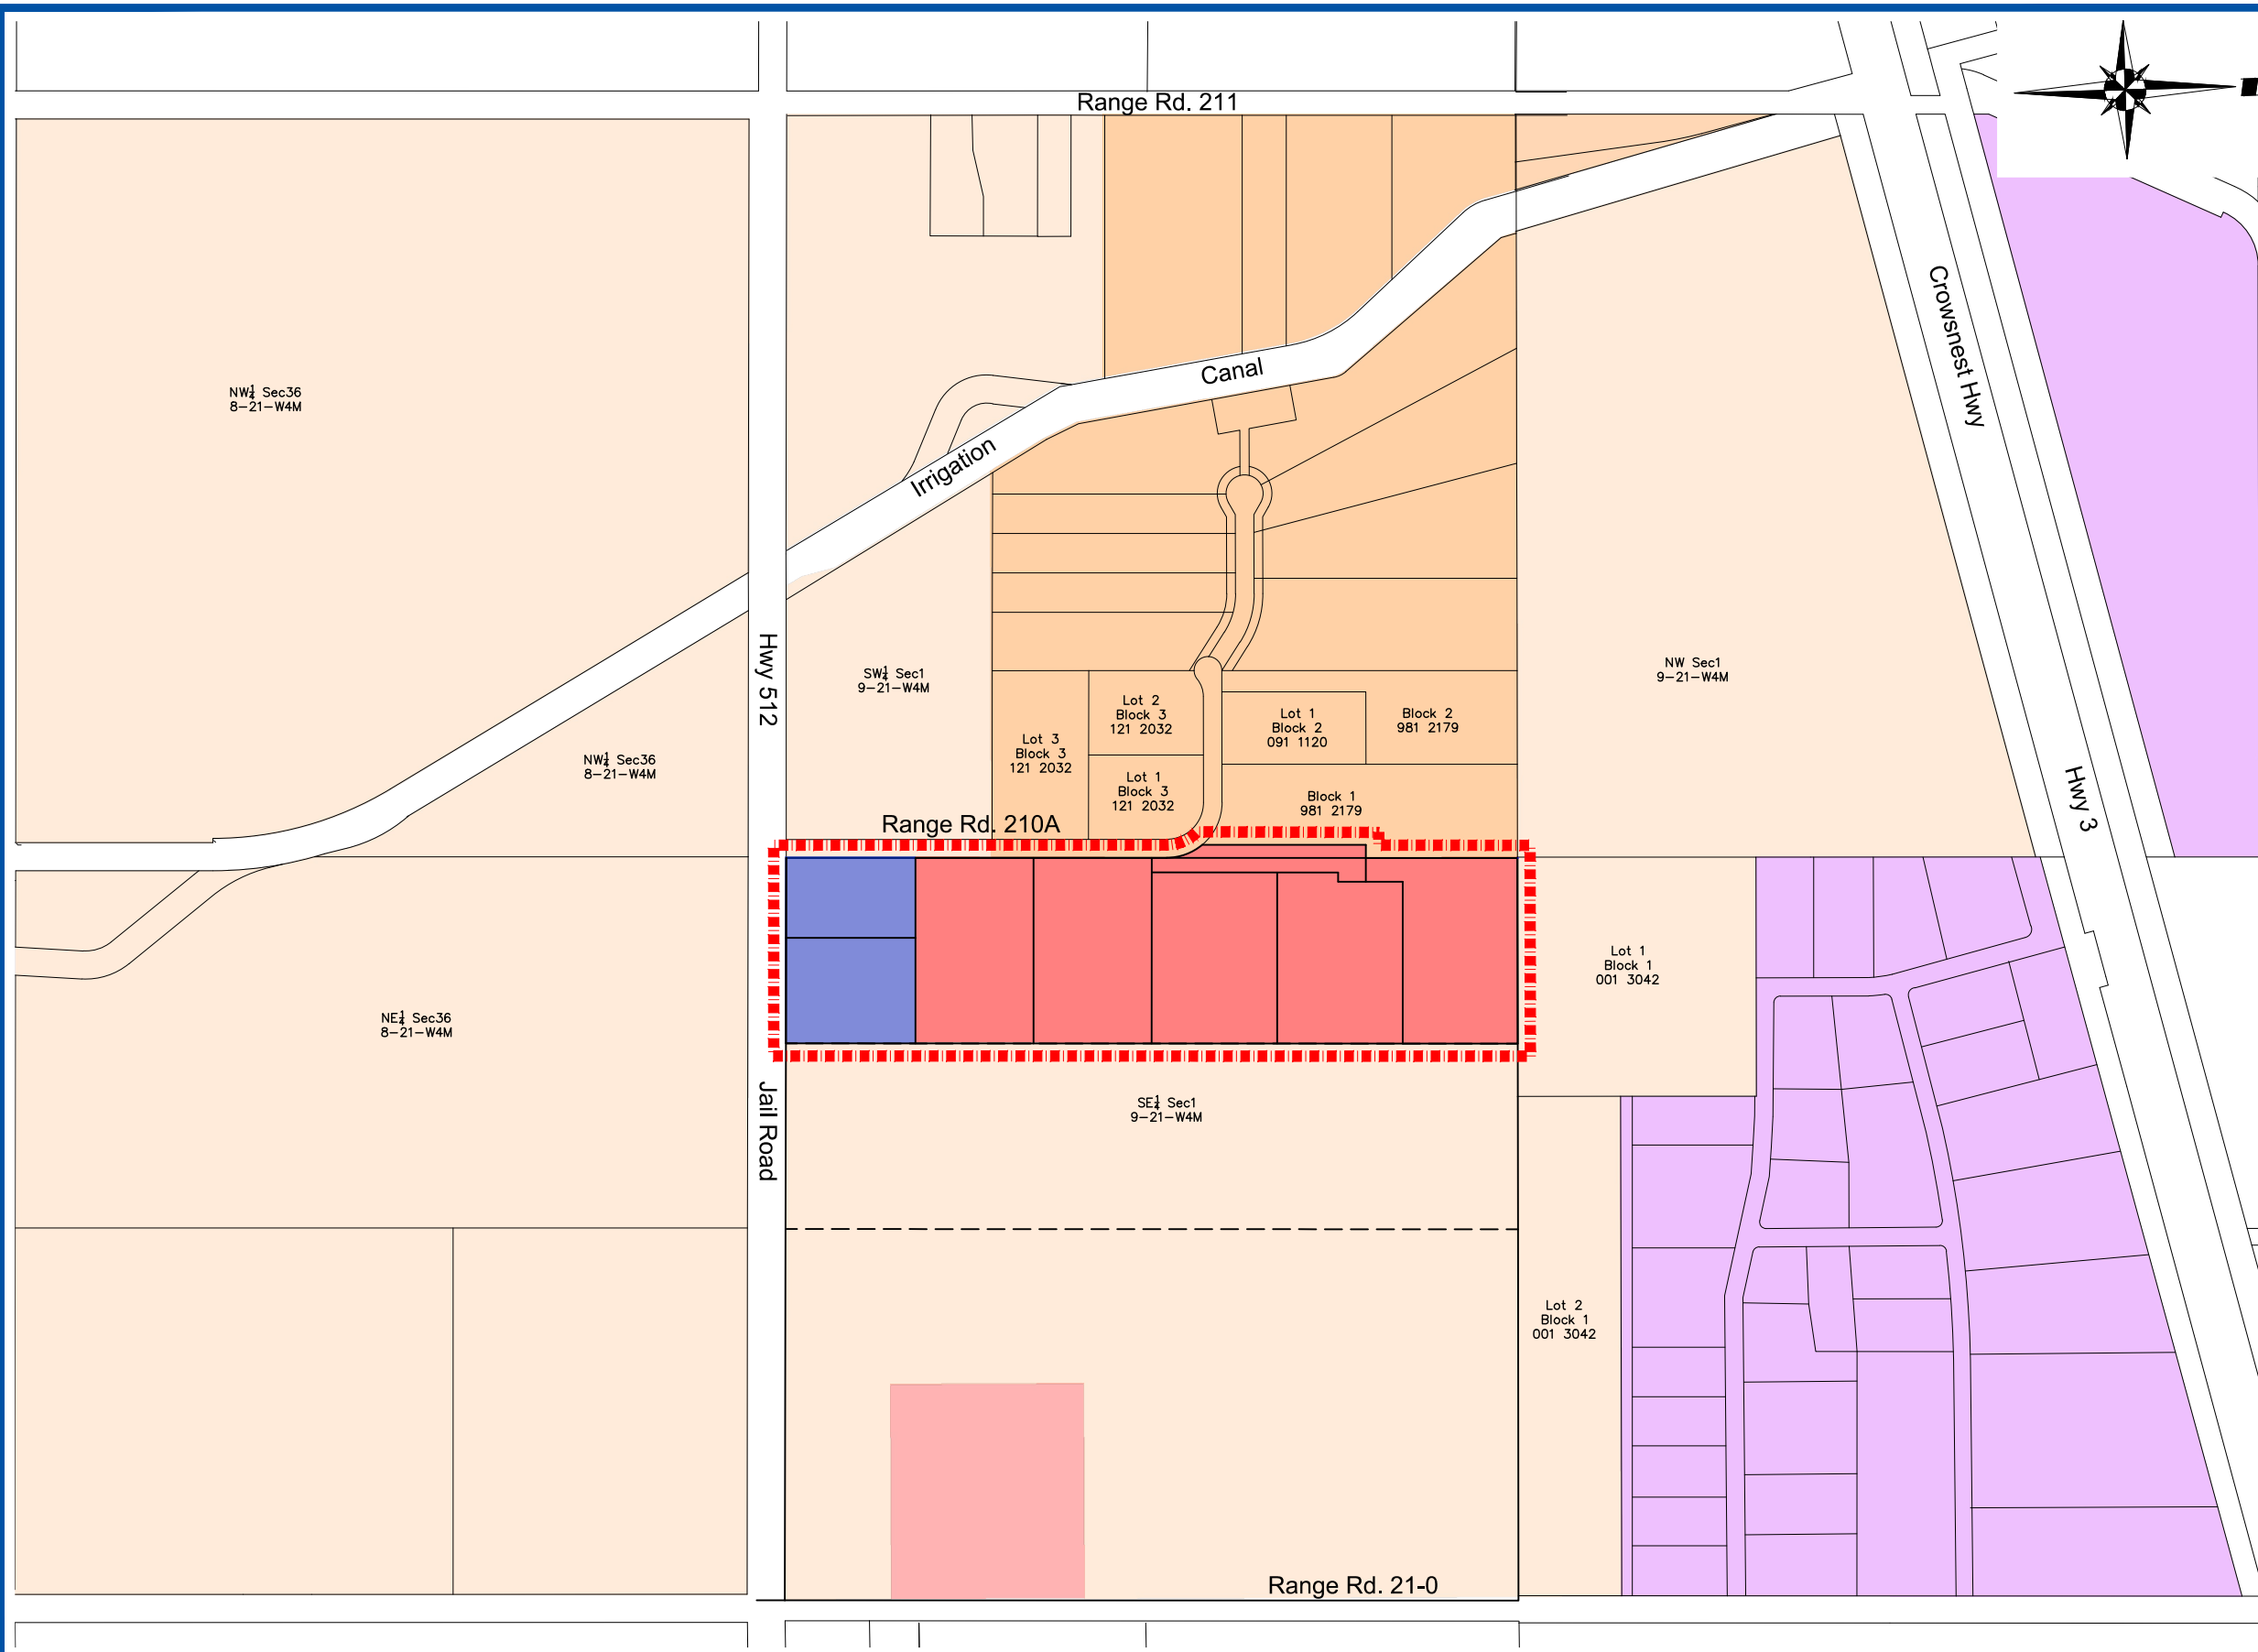 Range Rd. 211
Canal
Irrigation
Crowsnest Hwy
NW¼ Sec36
8-21-W4M
Hwy 512
SW¼ Sec1
9-21-W4M
NW Sec1
9-21-W4M
Lot 2
Block 3
121 2032
Lot 1
Block 2
091 1120
Block 2
981 2179
Lot 3
Block 3
121 2032
NW¼ Sec36
8-21-W4M
Lot 1
Block 3
121 2032
Block 1
981 2179
Hwy 3
Range Rd. 210A
Lot 1
Block 1
001 3042
NE¼ Sec36
8-21-W4M
Jail Road
SE¼ Sec1
9-21-W4M
Lot 2
Block 1
001 3042
Range Rd. 21-0